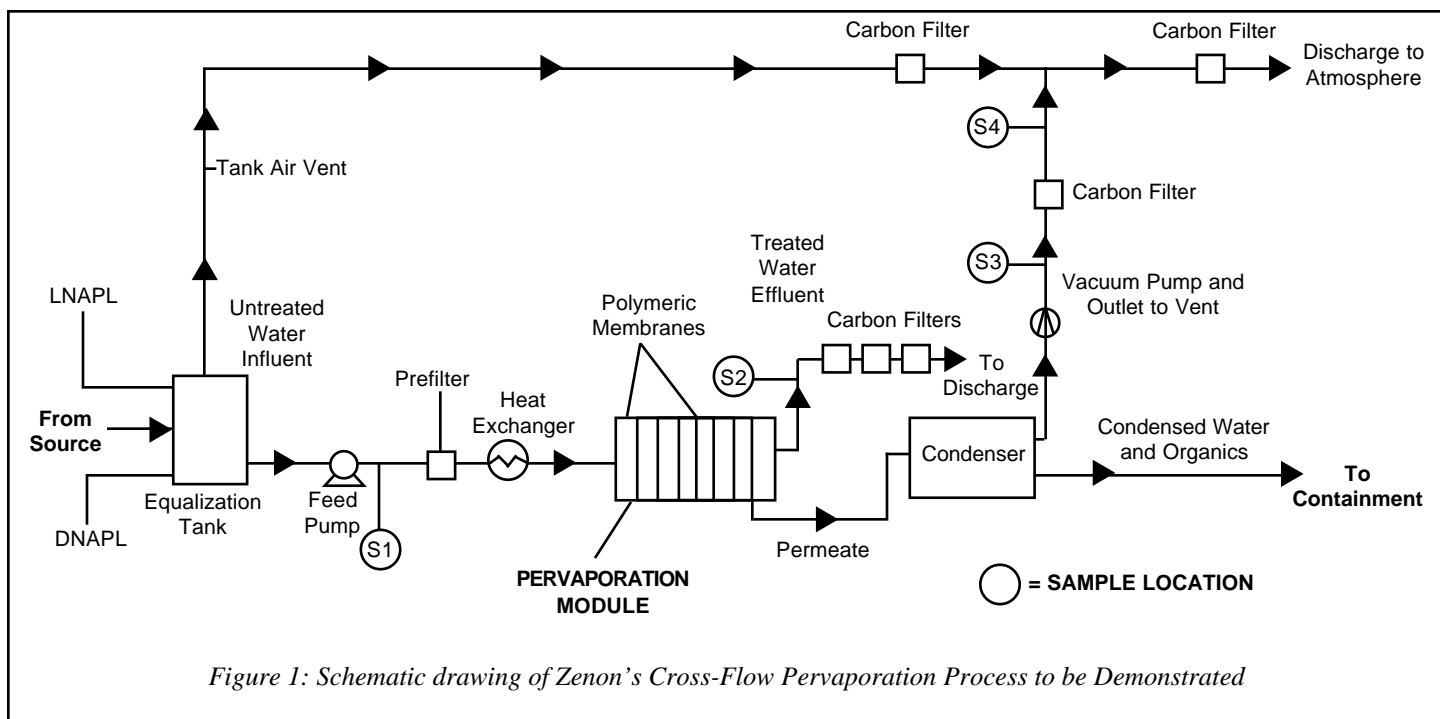 Carbon Filter
Carbon Filter
Discharge to
Atmosphere
S4
Tank Air Vent
Carbon Filter
Treated
Water
Effluent
S3
Vacuum Pump and
Outlet to Vent
LNAPL
Untreated
Water
Influent
Polymeric
Membranes
Carbon Filters
S2
To
Discharge
Prefilter
Heat
Exchanger
From
Source
Condenser
Condensed Water
and Organics
To
Containment
Equalization
Tank
Feed
Pump
DNAPL
S1
Permeate
PERVAPORATION
MODULE
= SAMPLE LOCATION
Figure 1: Schematic drawing of Zenon’s Cross-Flow Pervaporation Process to be Demonstrated